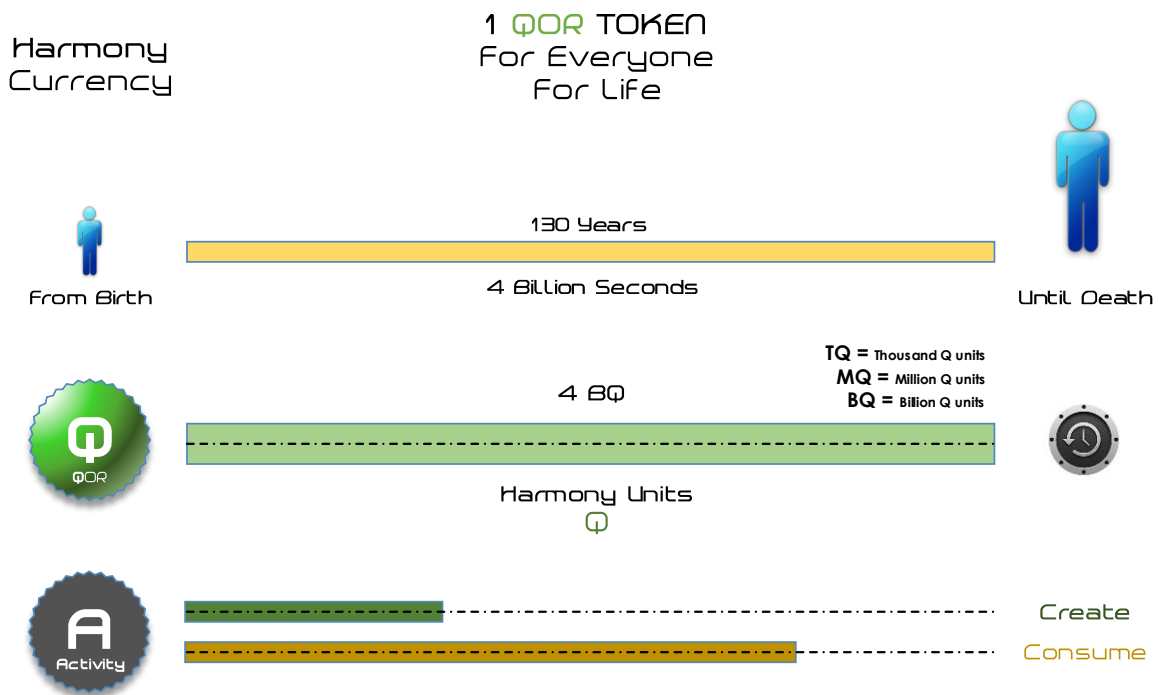 Harmony
Currency
1 QOR TOKEN
For Everyone
For Life
130 Years
4 Billion Seconds
From Birth
Until Death
TQ = Thousand Q units
MQ = Million Q units
BQ = Billion Q units
4 BQ
Q
QOR
Harmony Units
Q
A
Activity
Create
Consume